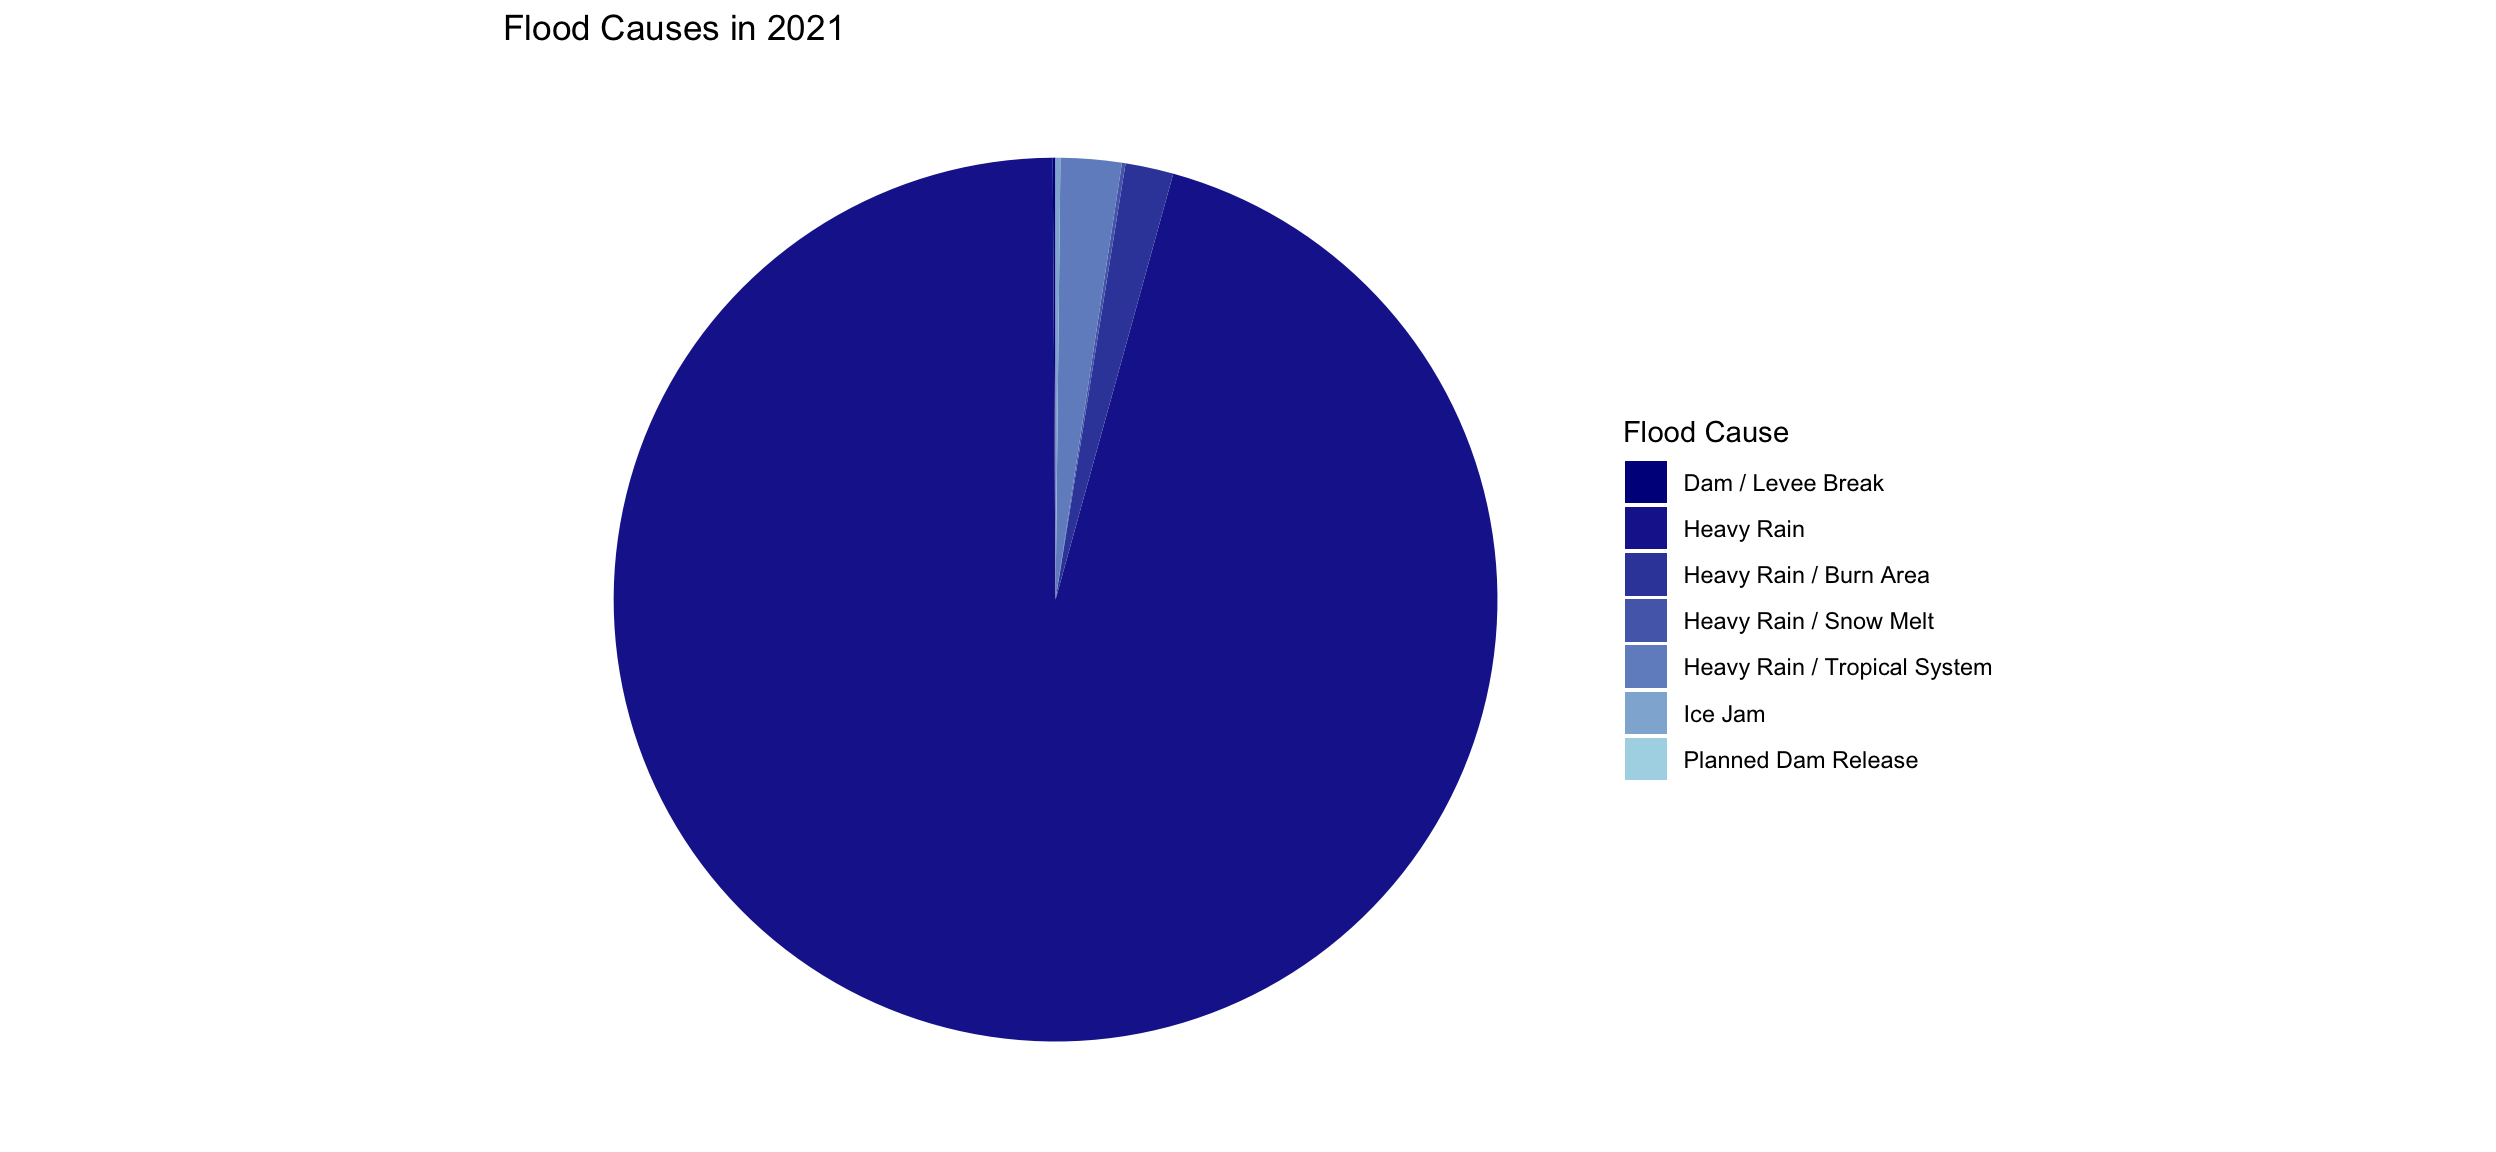 Flood Causes in 2021
Flood Cause
Dam / Levee Break
Heavy Rain
Heavy Rain / Burn Area
Heavy Rain / Snow Melt
Heavy Rain / Tropical System
Ice Jam
Planned Dam Release